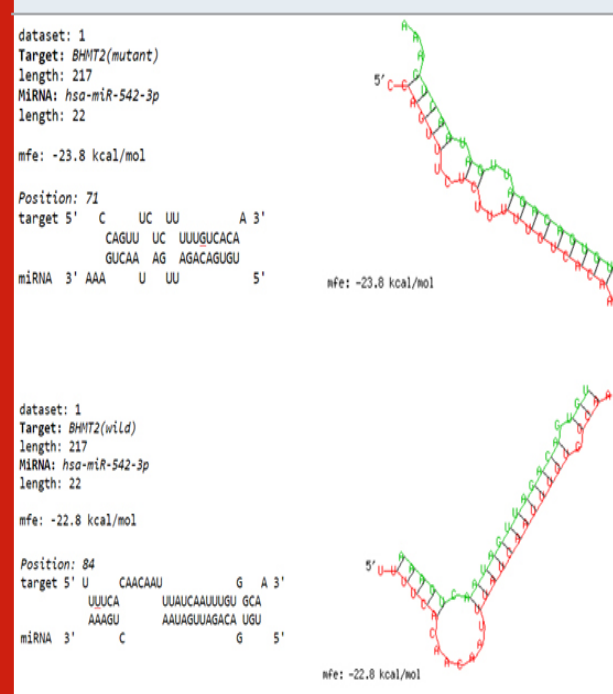 dataset: 1
Target: BHMT2(mutant)
length: 217
MiRNA: hsa-miR-542-3p
length: 22
mfe: -23.8 kcal/mol
Position: 71
target 5' C UC UU A 3'
CAGUU UC UUUGUCACA
GUCAA AG AGACAGUGU
miRNA 3' AAA U UU 5'
5'
mfe: -23.8 kcal/mol
dataset: 1
Target: BHMT2(wild)
length: 217
MiRNA: hsa-miR-542-3p
length: 22
mfe: -22.8 kcal/mol
Position: 84
target 5' U CAACAAU G A 3'
UUUCA UUAUCAAUUUGU GCA
AAAGU AAUAGUUAGACA UGU
miRNA 3' C G 5'
5'
mfe: -22.8 kcal/mol